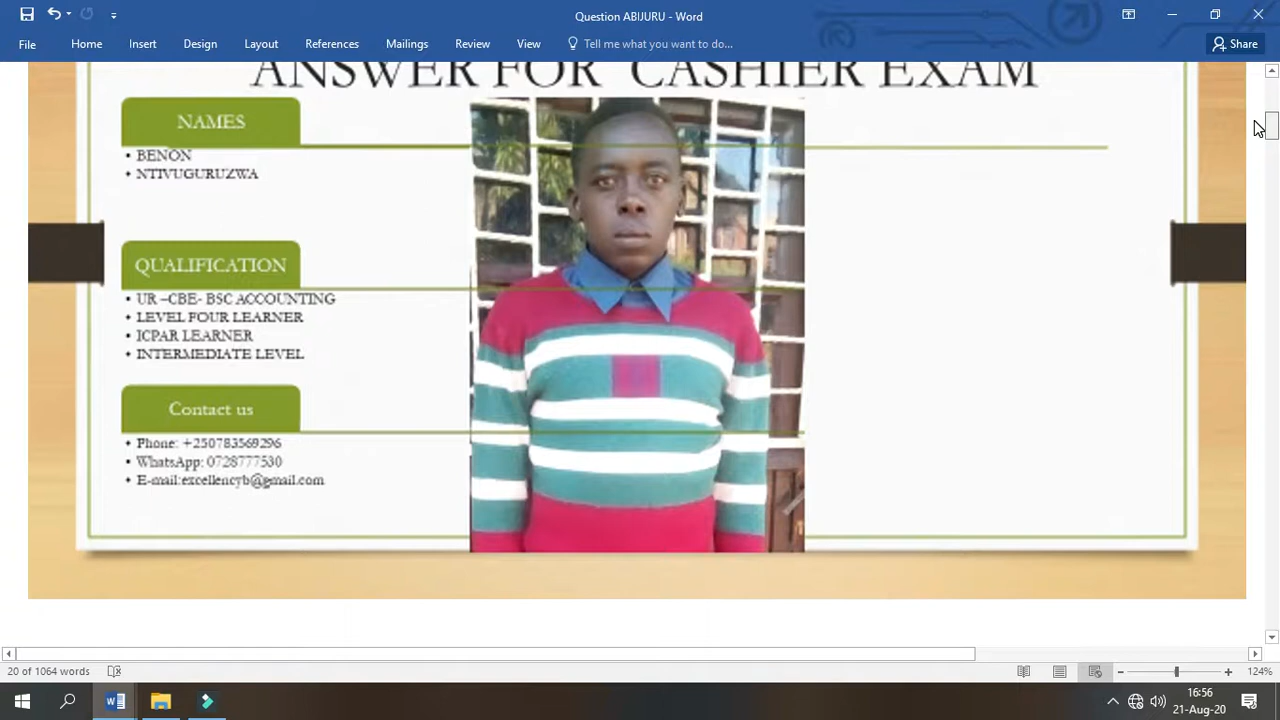 Question ABIJURU - Word
File Home Insert Design Layout References Mailings Review View Tell me what you want to do... Share
ANSWER FOR CASHIER EXAM
NAMES
• BENON
• NTIVUGURUZWA
QUALIFICATION
• UR –CBE- BSC ACCOUNTING
• LEVEL FOUR LEARNER
• ICPAR LEARNER
• INTERMEDIATE LEVEL
Contact us
• Phone: +250783569296
• WhatsApp: 0728777530
• E-mail:excellencyb@gmail.com
20 of 1064 words
124%
16:56
21-Aug-20